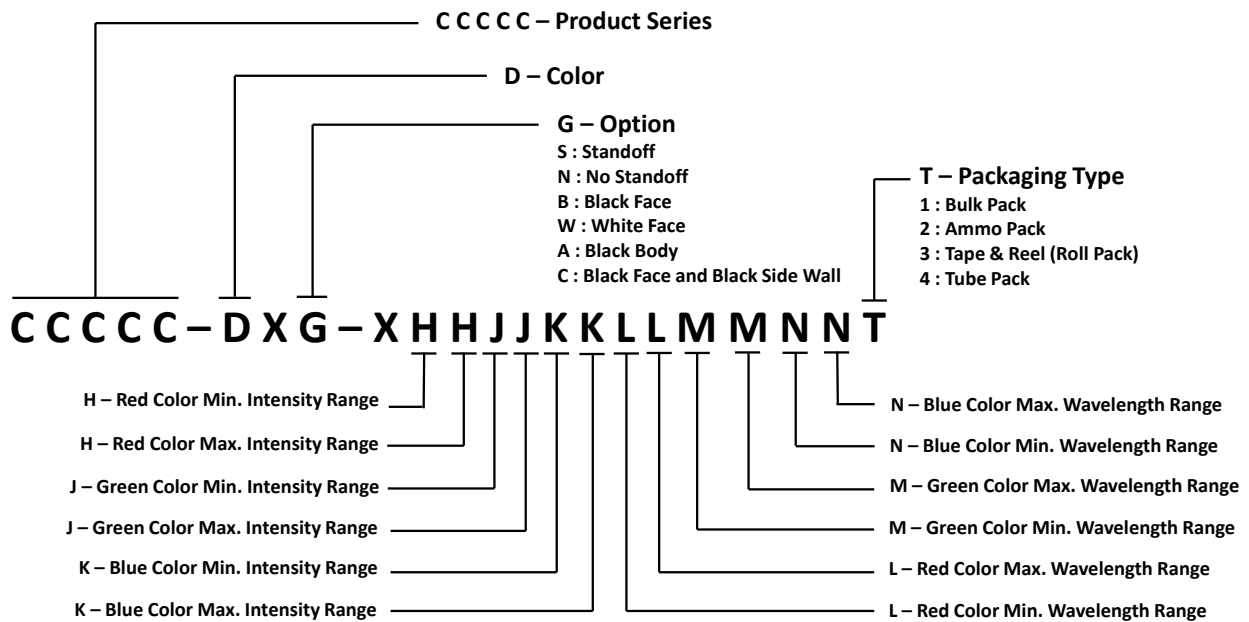 C C C C C – Product Series
D – Color
G – Option
S : Standoff
N : No Standoff
B : Black Face
W : White Face
A : Black Body
C : Black Face and Black Side Wall
T – Packaging Type
1 : Bulk Pack
2 : Ammo Pack
3 : Tape & Reel (Roll Pack)
4 : Tube Pack
C C C C C – D X G – X H H J J K K L L M M N N T
H – Red Color Min. Intensity Range
H – Red Color Max. Intensity Range
J – Green Color Min. Intensity Range
J – Green Color Max. Intensity Range
K – Blue Color Min. Intensity Range
K – Blue Color Max. Intensity Range
N – Blue Color Max. Wavelength Range
N – Blue Color Min. Wavelength Range
M – Green Color Max. Wavelength Range
M – Green Color Min. Wavelength Range
L – Red Color Max. Wavelength Range
L – Red Color Min. Wavelength Range